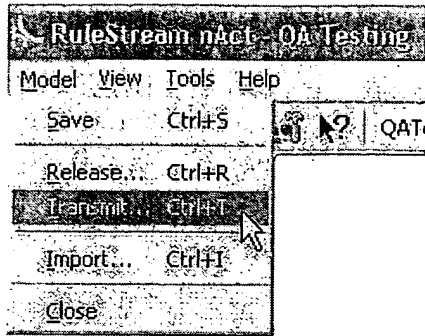 RuleStream nAct - QA Testing
Model View Tools Help
Save Ctrl+S
QATe
Release... Ctrl+R
Transmit... Ctrl+T
Import... Ctrl+I
Close